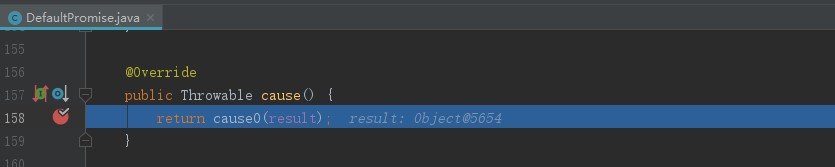 DefaultPromise.java
155
156 @Override
157 public Throwable cause() {
158 return cause0(result); result: Object@5654
159 }
160